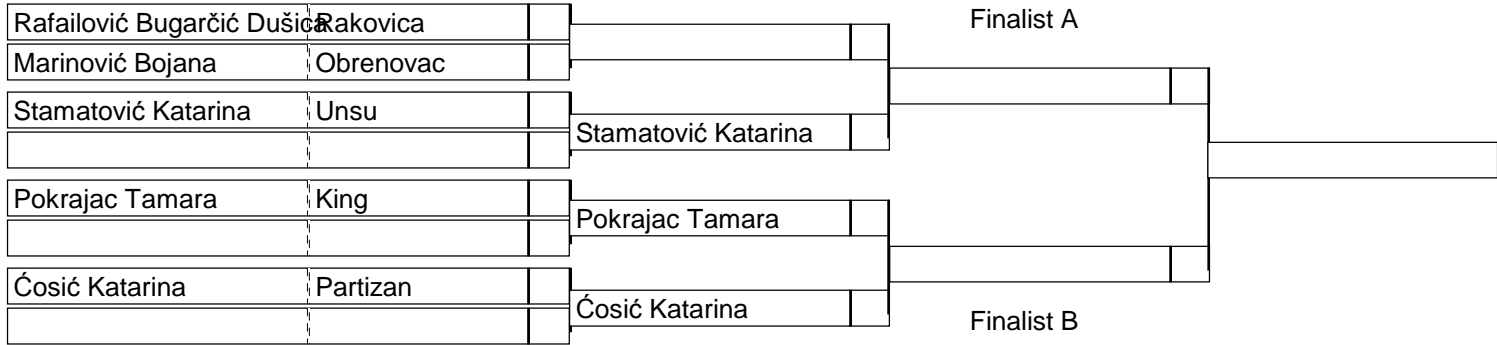 Rafailović Bugarčić Dušica Rakovica
Marinović Bojana Obrenovac
Stamatović Katarina Unsu
Pokrajac Tamara King
Ćosić Katarina Partizan
Stamatović Katarina
Pokrajac Tamara
Ćosić Katarina
Finalist A
Finalist B